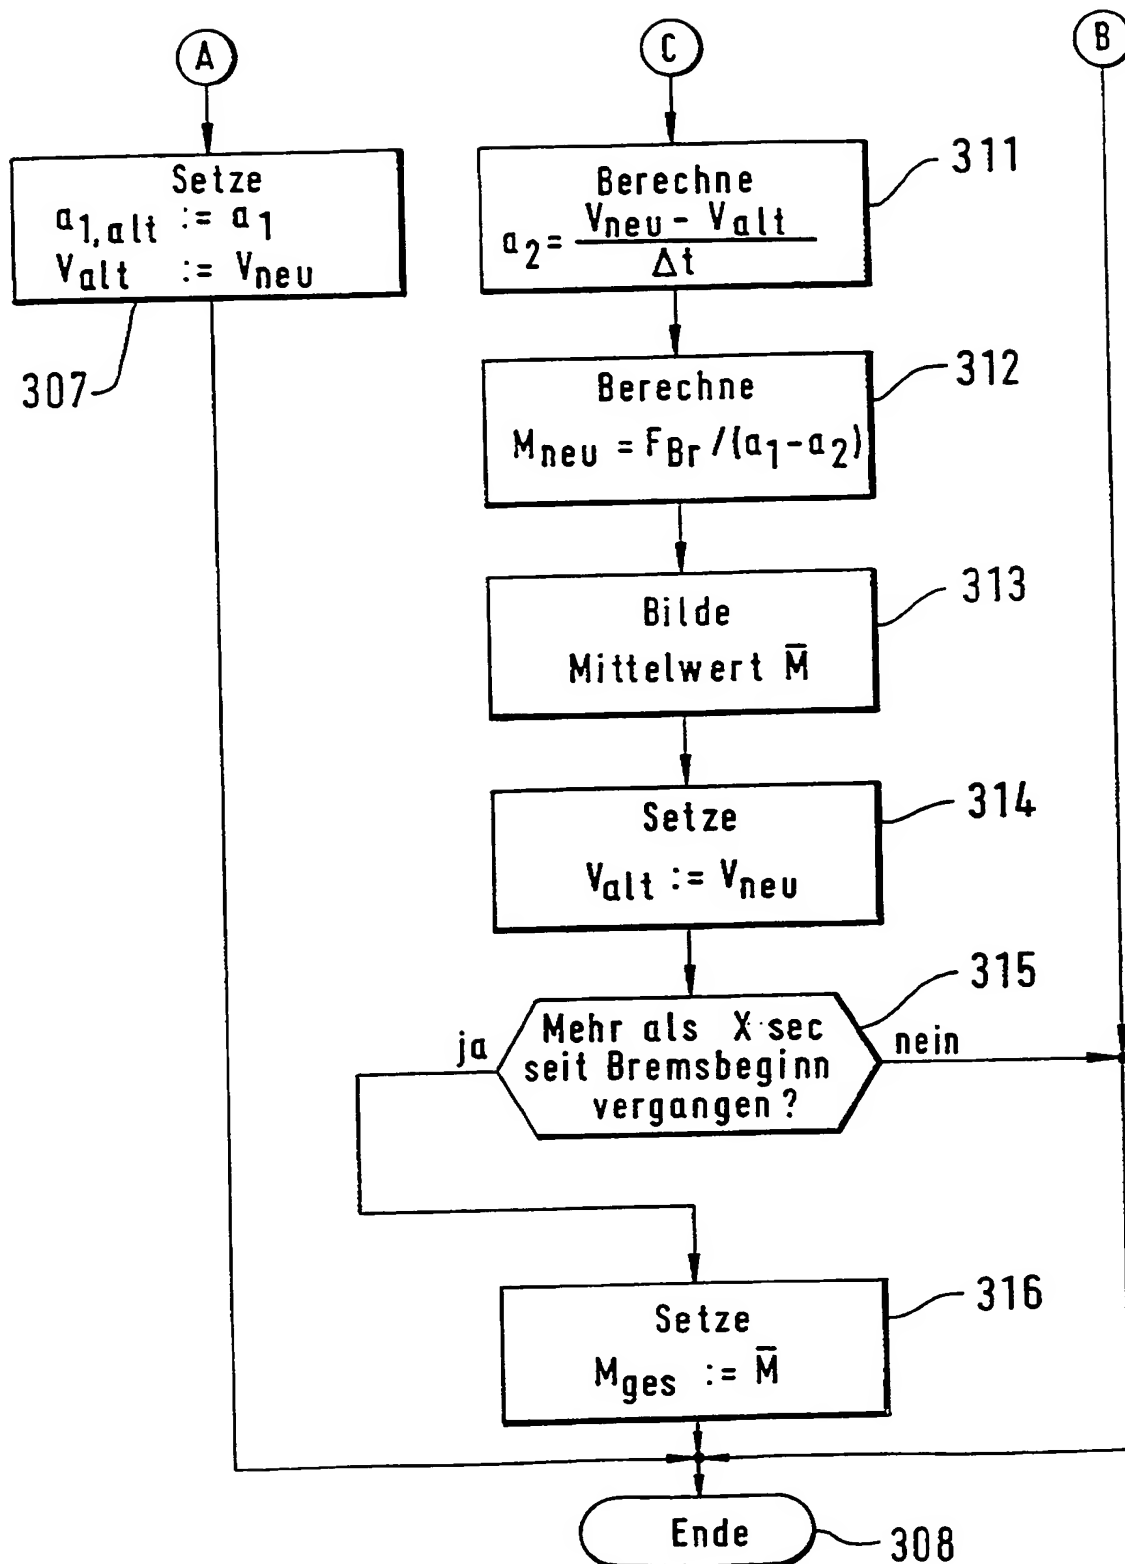 A
C
B
Setze
a1,alt := a1
Valt := Vneu
307
311
Berechne
a2 = Vneu - Valt
Δt
312
Berechne
Mneu = FBr /(a1-a2)
313
Bilde
Mittelwert M̅
314
Setze
Valt := Vneu
315
Mehr als X sec
seit Bremsbeginn
vergangen ?
ja
nein
316
Setze
Mges := M̅
Ende
308